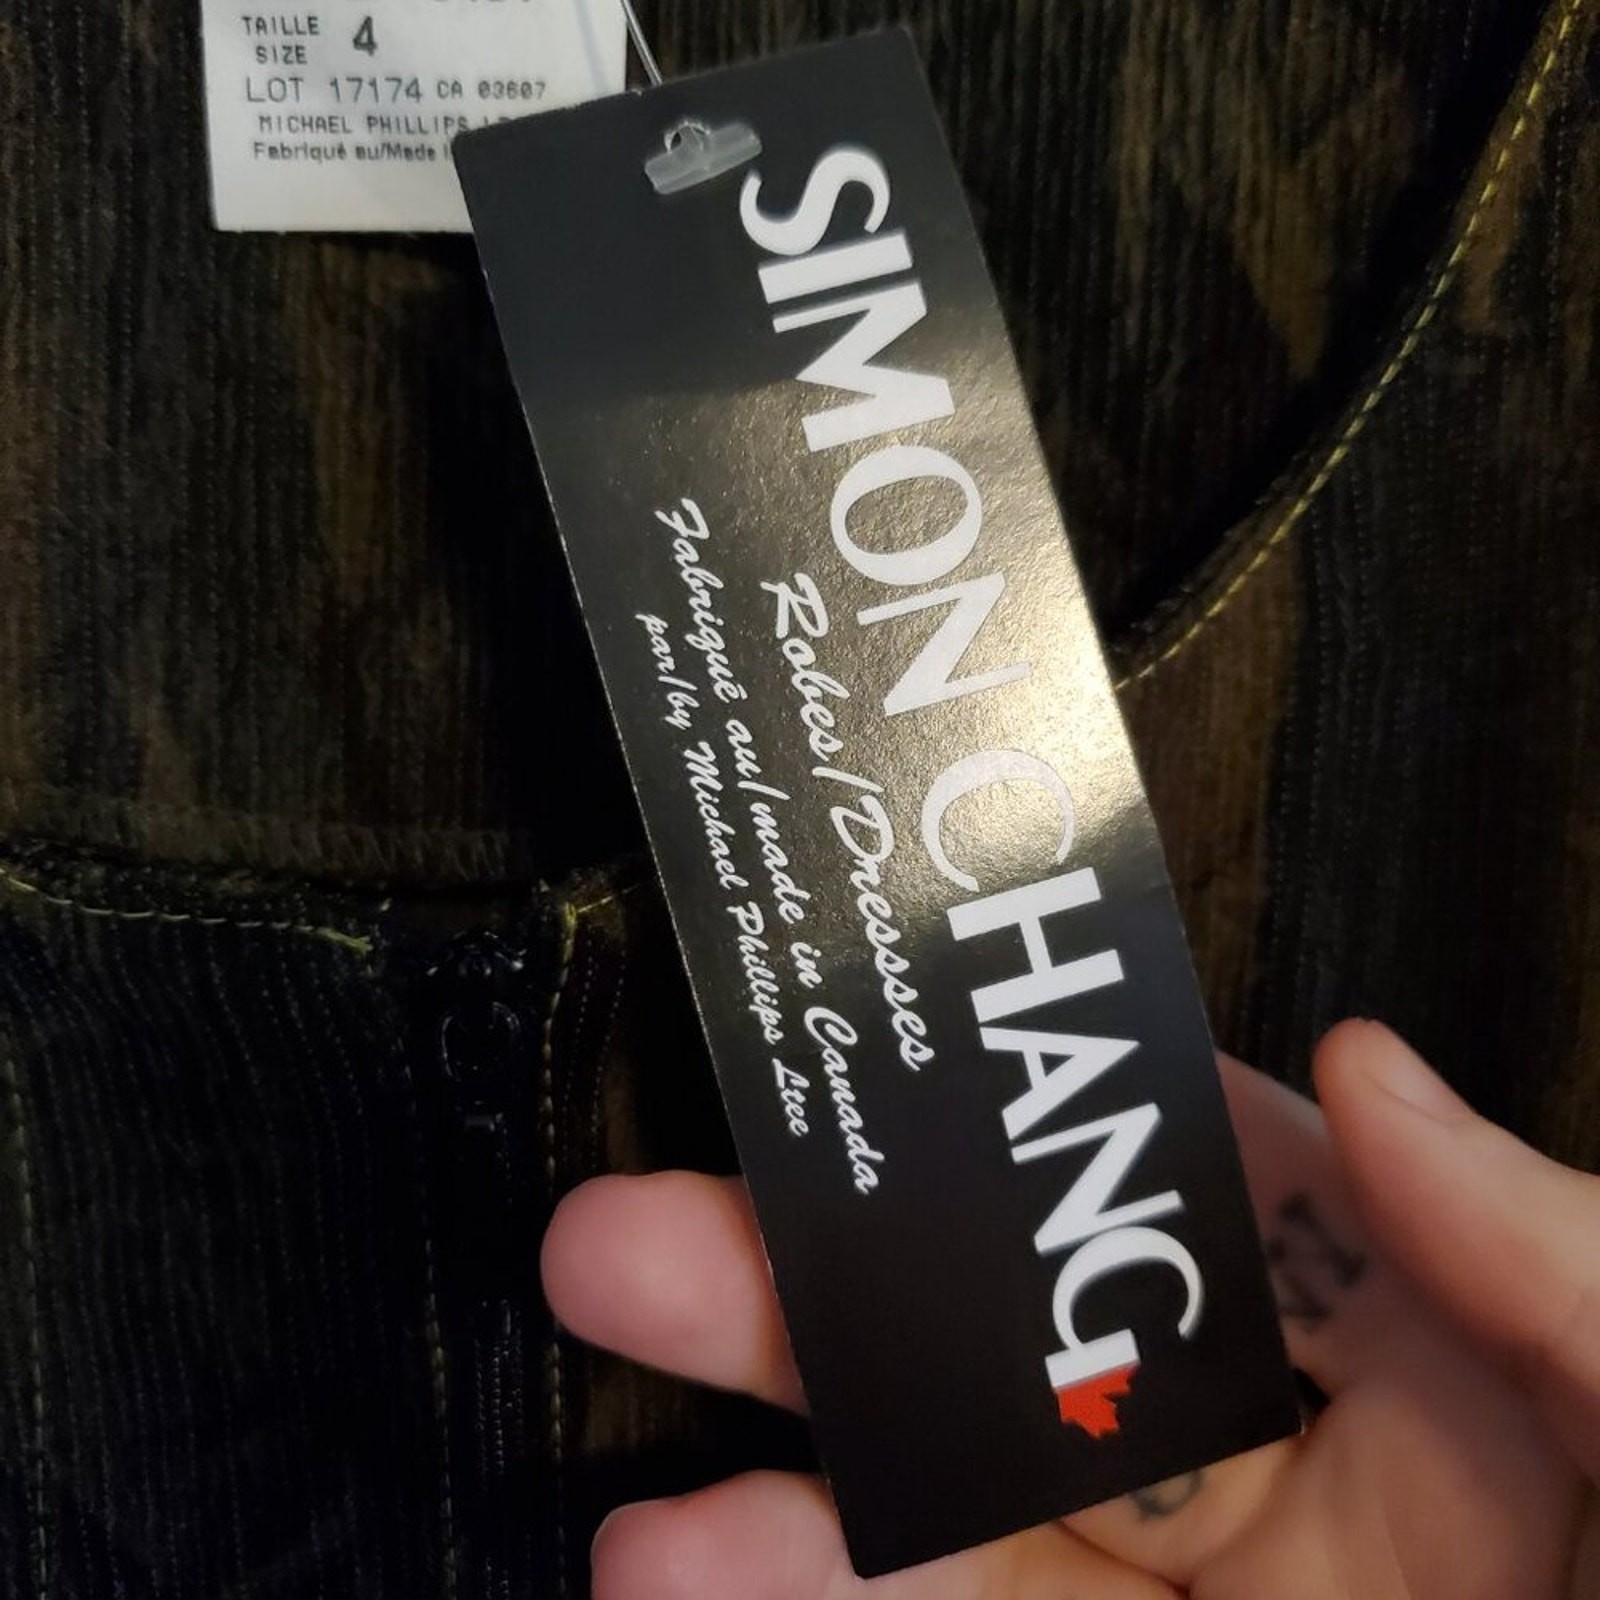 TAILLE
SIZE 4
LOT 17174 CA 03607
MICHAEL PHILLIPS
Fabriqué au/Made
SIMON CHANG
Robes/Dressses
Fabriqué au/made in Canada
par/by Michael Phillips Ltee